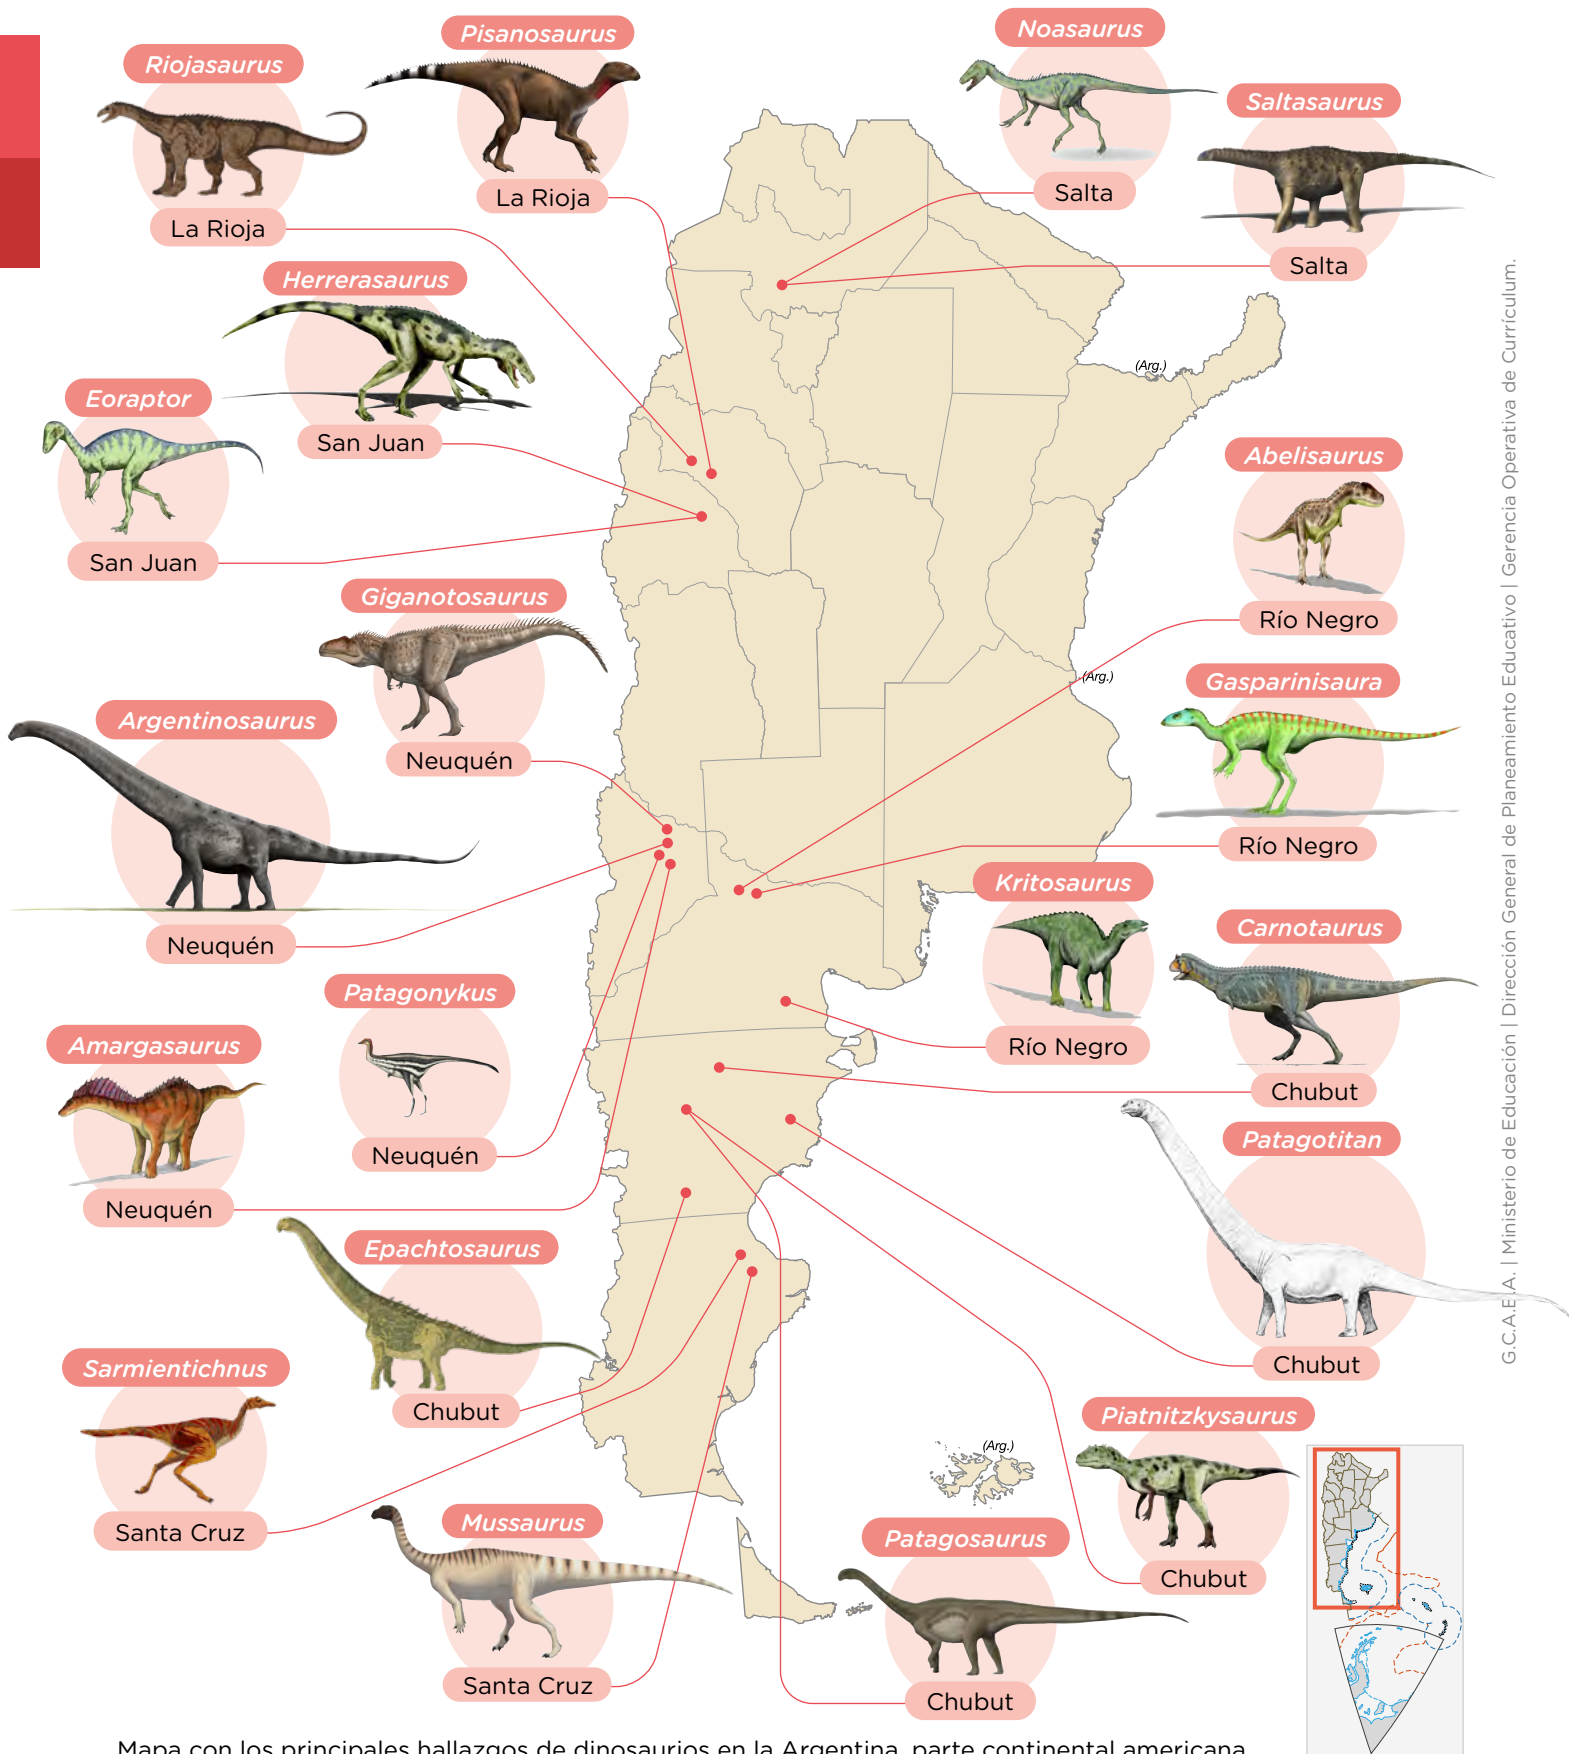 Pisanosaurus
La Rioja
Noasaurus
Salta
Riojasaurus
La Rioja
Saltasaurus
Salta
Herrerasaurus
San Juan
Eoraptor
San Juan
(Arg.)
Abelisaurus
Río Negro
Giganotosaurus
Neuquén
(Arg.)
Gasparinisaura
Río Negro
Argentinosaurus
Neuquén
Kritosaurus
Río Negro
Carnotaurus
Chubut
Patagonykus
Neuquén
Amargasaurus
Neuquén
Patagotitan
Chubut
Epachtosaurus
Chubut
Sarmientichnus
Santa Cruz
Piatnitzkysaurus
Chubut
(Arg.)
Mussaurus
Santa Cruz
Patagosaurus
Chubut
G.C.A.B.A. | Ministerio de Educación | Dirección General de Planeamiento Educativo | Gerencia Operativa de Currículum.
Mapa con los principales hallazgos de dinosaurios en la Argentina, parte continental americana